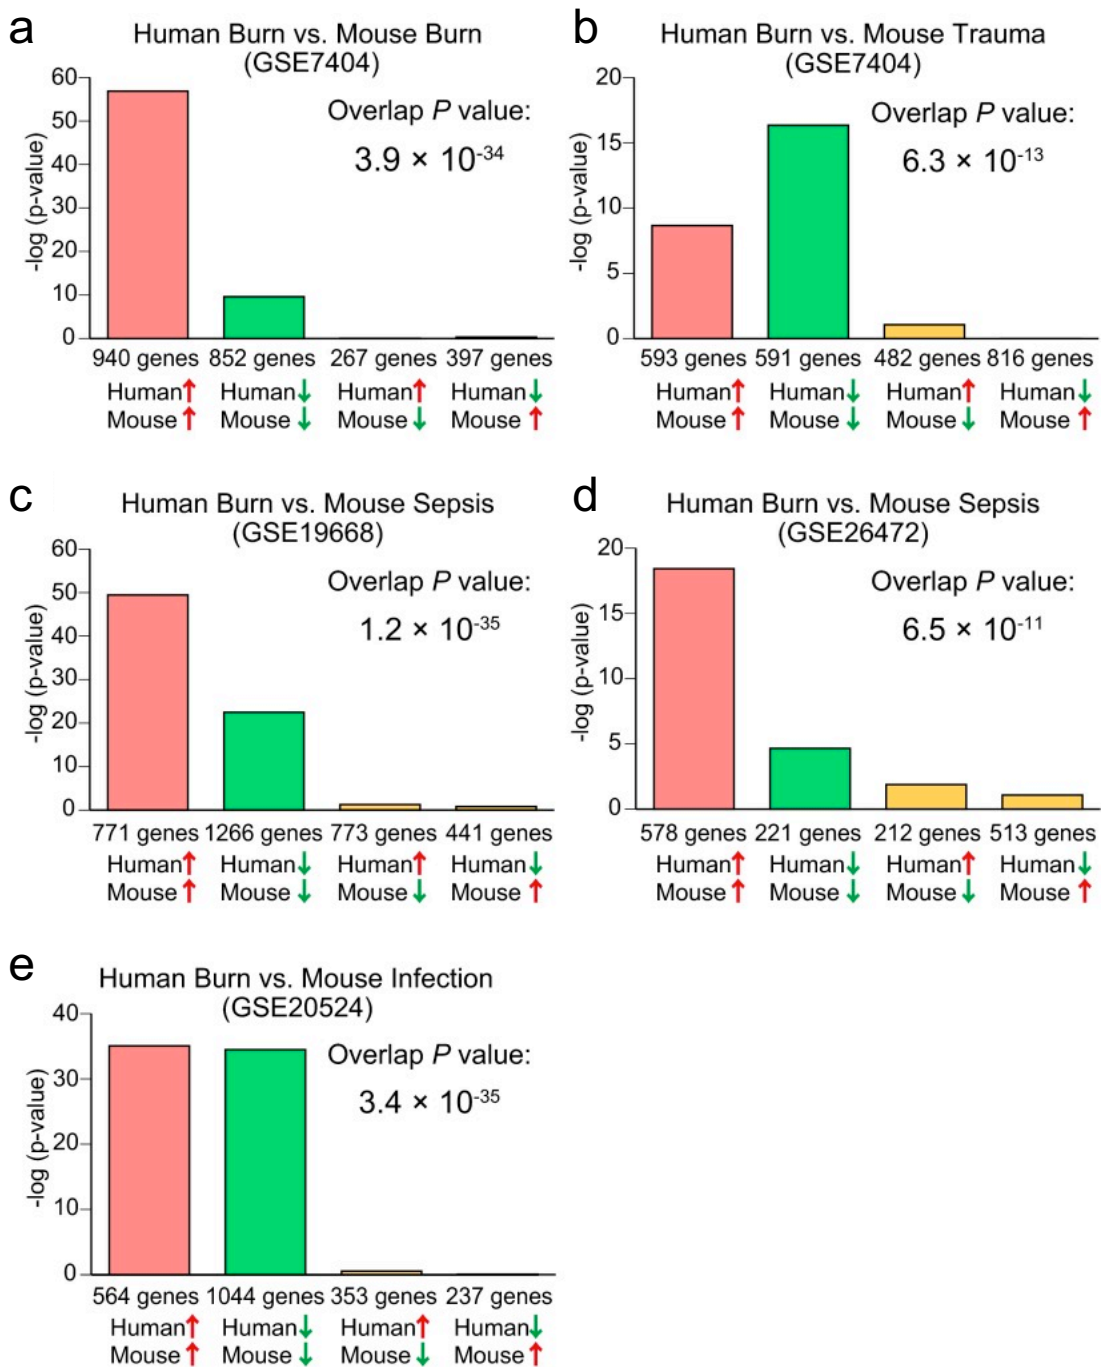 a
Human Burn vs. Mouse Burn
(GSE7404)
Overlap P value:
3.9 × 10-34
-log (p-value)
60
50
40
30
20
10
0
940 genes 852 genes 267 genes 397 genes
Human↑ Human↓ Human↑ Human↓
Mouse↑ Mouse↓ Mouse↓ Mouse↑
b
Human Burn vs. Mouse Trauma
(GSE7404)
Overlap P value:
6.3 × 10-13
-log (p-value)
20
15
10
5
0
593 genes 591 genes 482 genes 816 genes
Human↑ Human↓ Human↑ Human↓
Mouse↑ Mouse↓ Mouse↓ Mouse↑
c
Human Burn vs. Mouse Sepsis
(GSE19668)
Overlap P value:
1.2 × 10-35
-log (p-value)
60
50
40
30
20
10
0
771 genes 1266 genes 773 genes 441 genes
Human↑ Human↓ Human↑ Human↓
Mouse↑ Mouse↓ Mouse↓ Mouse↑
d
Human Burn vs. Mouse Sepsis
(GSE26472)
Overlap P value:
6.5 × 10-11
-log (p-value)
20
15
10
5
0
578 genes 221 genes 212 genes 513 genes
Human↑ Human↓ Human↑ Human↓
Mouse↑ Mouse↓ Mouse↓ Mouse↑
e
Human Burn vs. Mouse Infection
(GSE20524)
Overlap P value:
3.4 × 10-35
-log (p-value)
40
30
20
10
0
564 genes 1044 genes 353 genes 237 genes
Human↑ Human↓ Human↑ Human↓
Mouse↑ Mouse↓ Mouse↓ Mouse↑